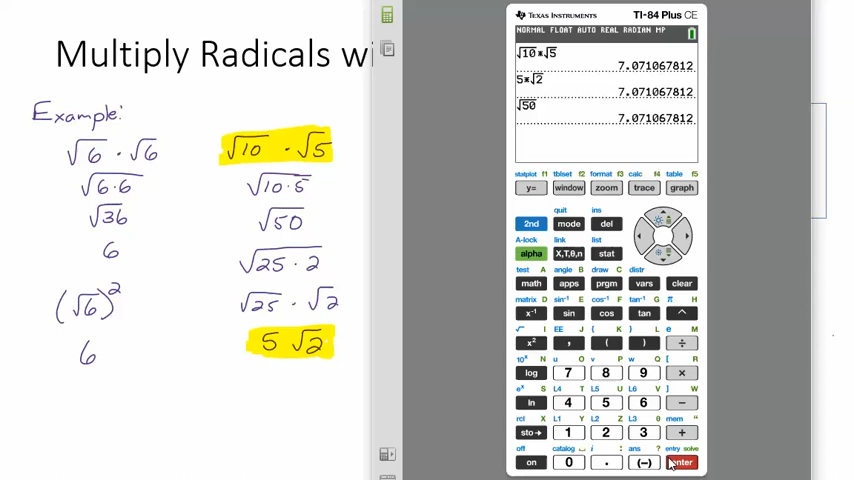 Multiply Radicals wi
Example:
√6 · √6
√6·6
√36
6
(√6)²
6
√10 · √5
√10·5
√50
√25 · 2
√25 · √2
5 √2
TEXAS INSTRUMENTS TI-84 Plus CE
NORMAL FLOAT AUTO REAL RADIAN MP
√10*√5
7.071067812
5*√2
7.071067812
√50
7.071067812
statplot f1 tblset f2 format f3 calc f4 table f5
y= window zoom trace graph
quit ins
2nd mode del
A-lock link list
alpha X,T,θ,n stat
test A angle B draw C distr
math apps prgm vars clear
matrix D sin⁻¹ E cos⁻¹ F tan⁻¹ G π H
x⁻¹ sin cos tan ^
√ I EE J { K } L e M
x² , ( ) ÷
10ˣ N u O v P w Q [ R
log 7 8 9 ×
eˣ S L4 T L5 U L6 V ] W
ln 4 5 6 −
rcl X L1 Y L2 Z L3 θ mem "
sto→ 1 2 3 +
off catalog ␣ i : ans ? entry solve
on 0 . (−) enter